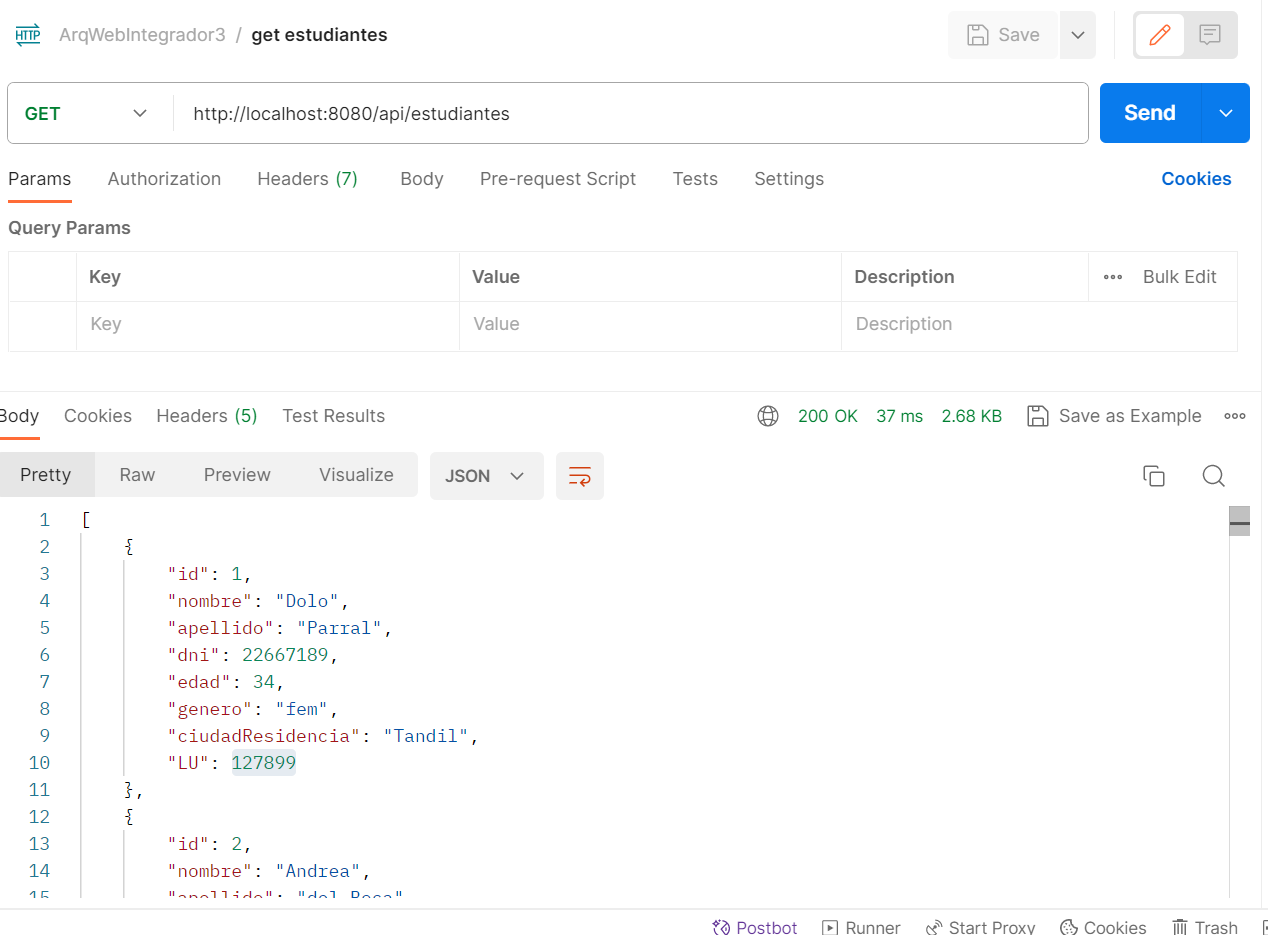 HTTP ArqWebIntegrador3 / get estudiantes Save
GET http://localhost:8080/api/estudiantes Send
Params Authorization Headers (7) Body Pre-request Script Tests Settings Cookies
Query Params
Key Value Description Bulk Edit
Key Value Description
Body Cookies Headers (5) Test Results 200 OK 37 ms 2.68 KB Save as Example
Pretty Raw Preview Visualize JSON
1 [
2 {
3 "id": 1,
4 "nombre": "Dolo",
5 "apellido": "Parral",
6 "dni": 22667189,
7 "edad": 34,
8 "genero": "fem",
9 "ciudadResidencia": "Tandil",
10 "LU": 127899
11 },
12 {
13 "id": 2,
14 "nombre": "Andrea",
15 "apellido": "del
Postbot Runner Start Proxy Cookies Trash